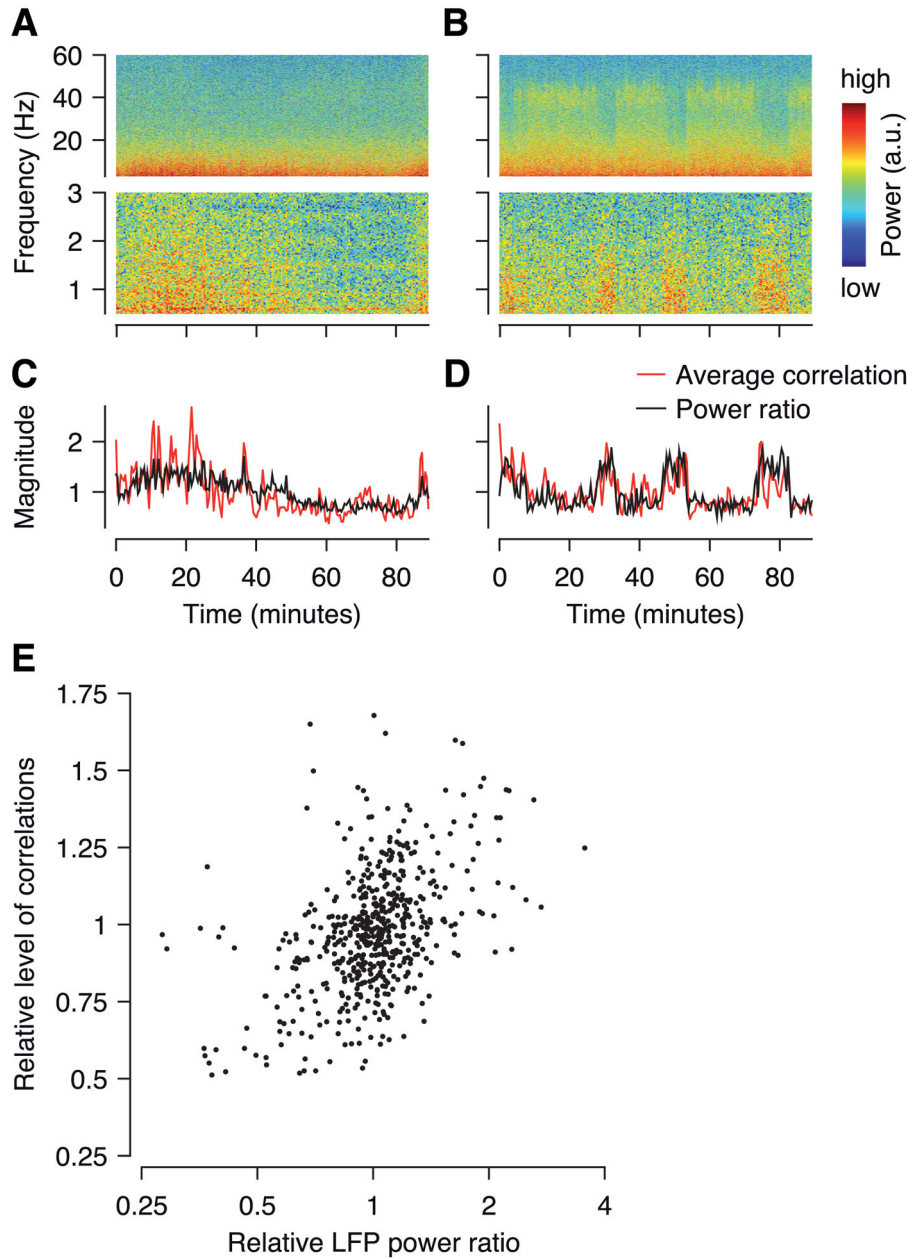 A
B
60
40
20
Frequency (Hz)
3
2
1
high
Power (a.u.)
low
C
D
Average correlation
Power ratio
Magnitude
2
1
0 20 40 60 80
0 20 40 60 80
Time (minutes)
Time (minutes)
E
1.75
1.5
1.25
1
0.75
0.5
0.25
Relative level of correlations
0.25 0.5 1 2 4
Relative LFP power ratio